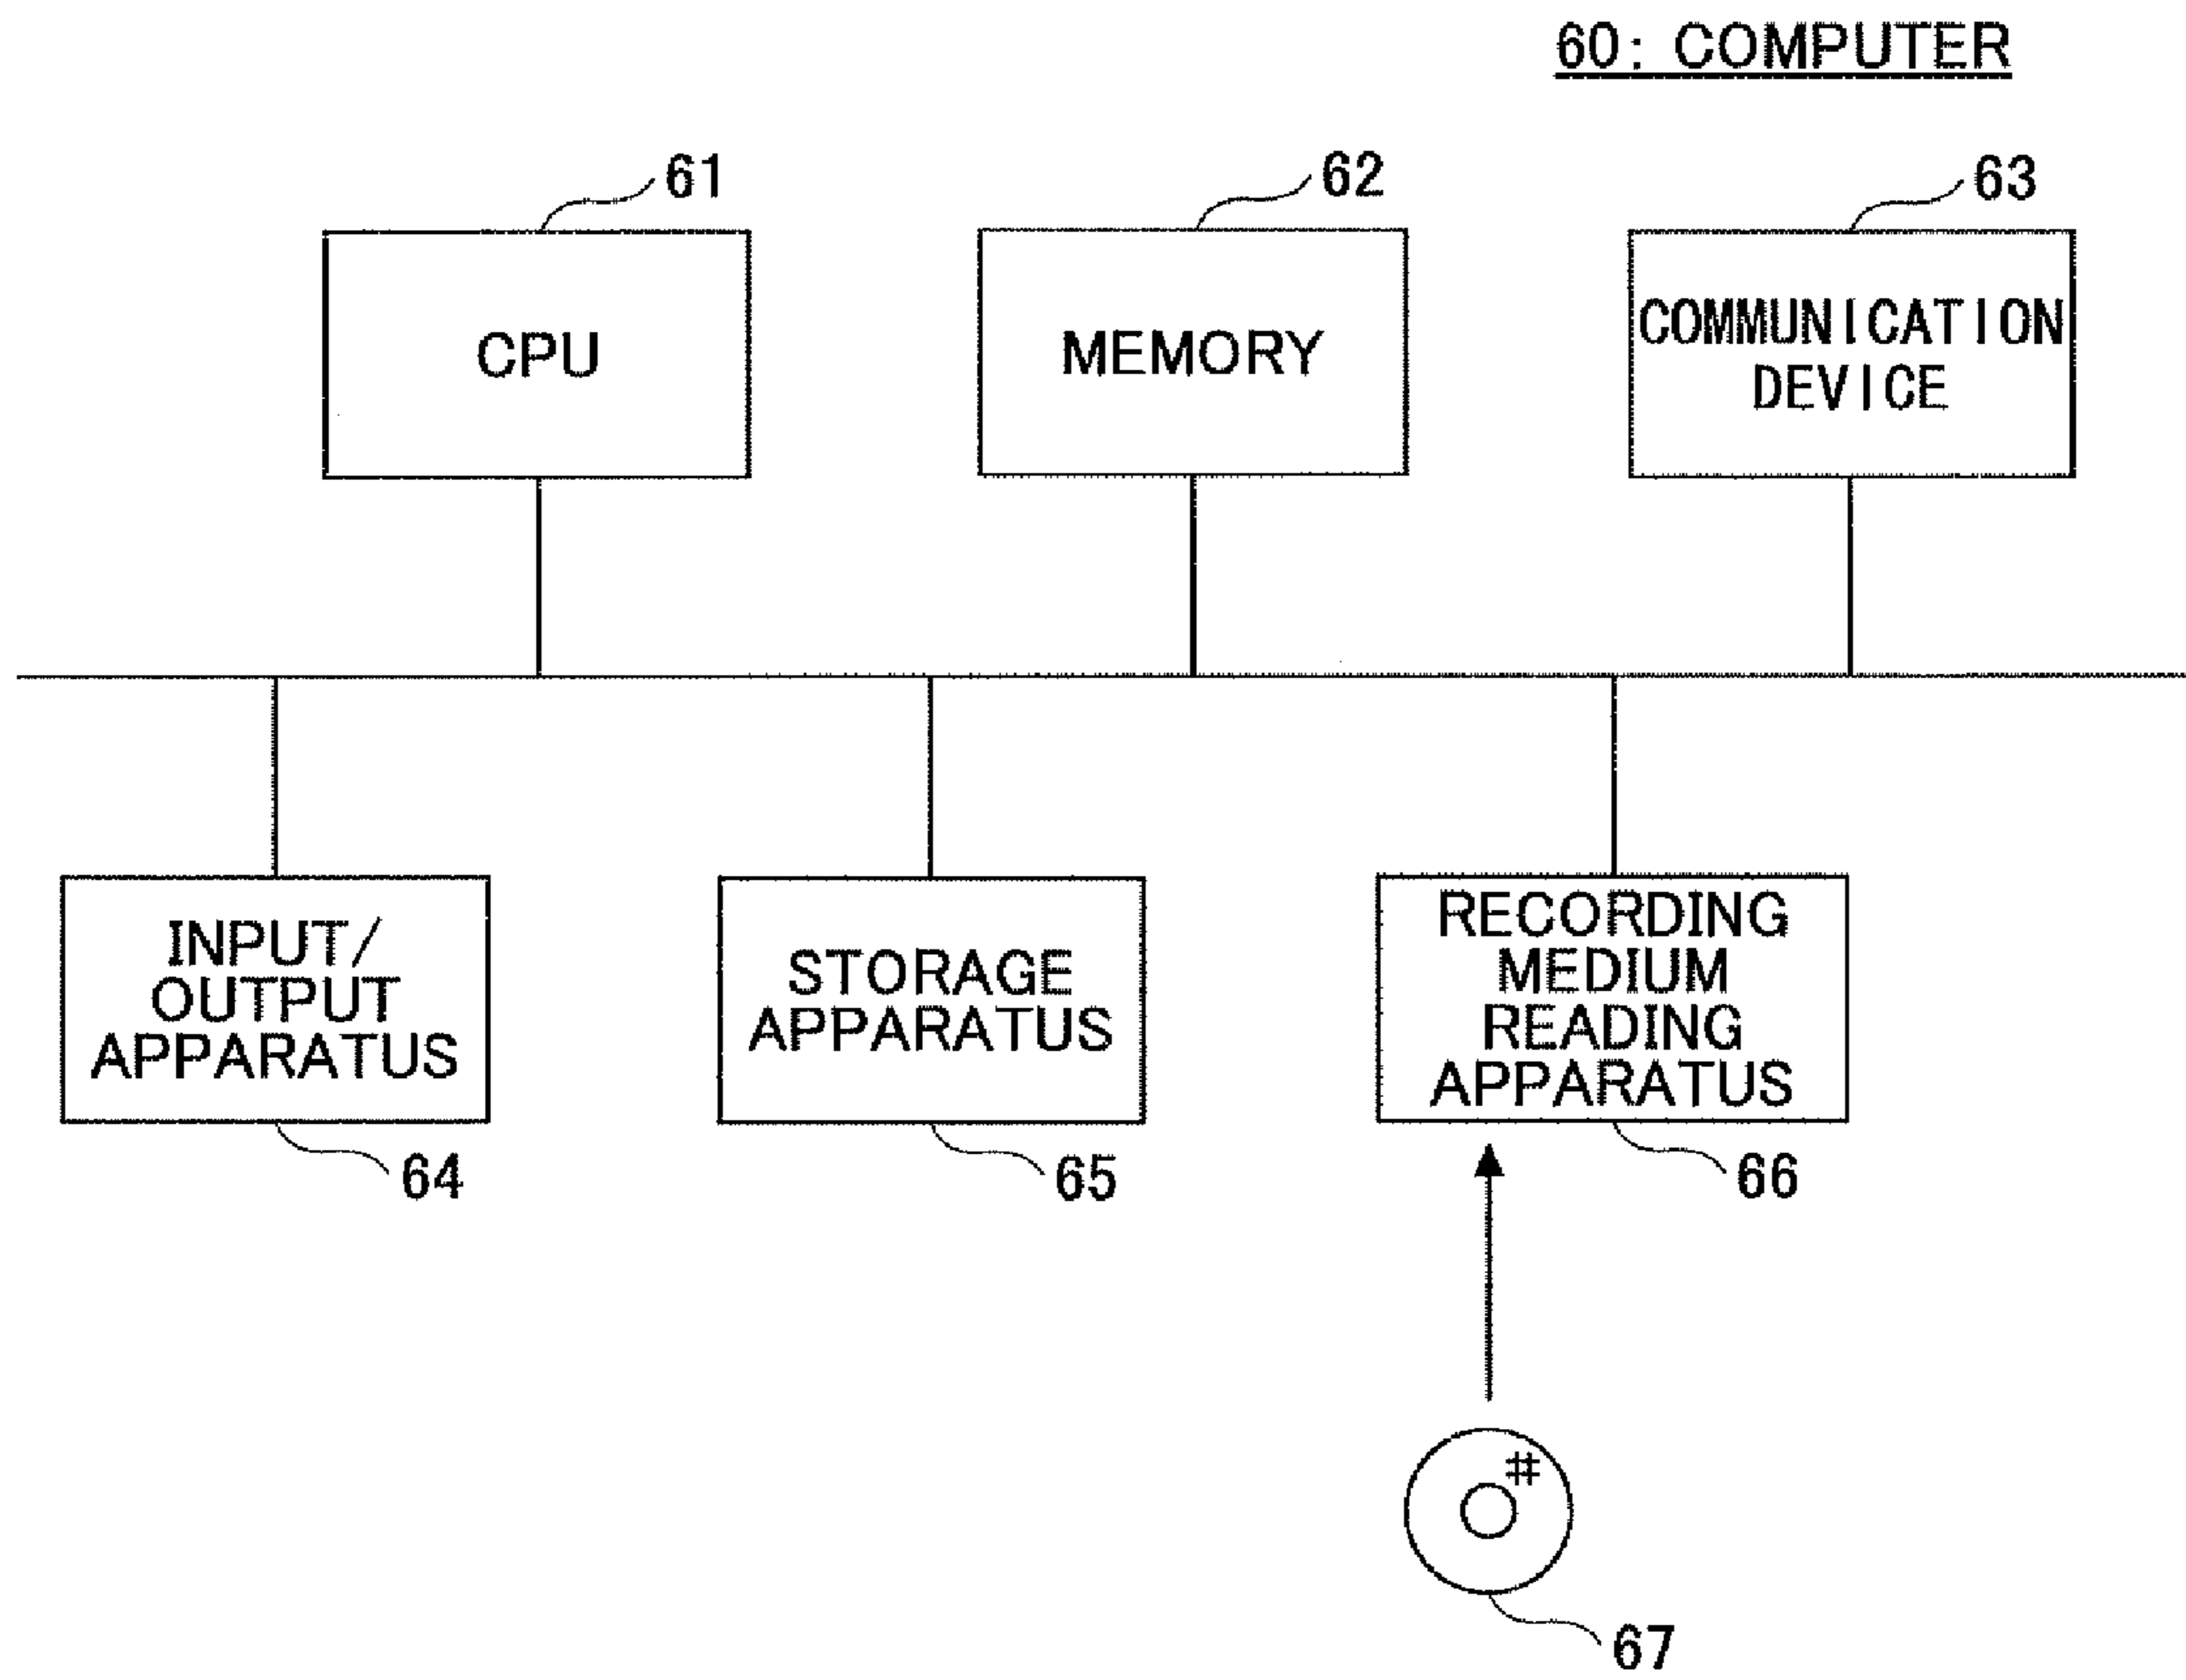 60: COMPUTER
61
62
63
CPU
MEMORY
COMMUNICATION
DEVICE
INPUT/
OUTPUT
APPARATUS
STORAGE
APPARATUS
RECORDING
MEDIUM
READING
APPARATUS
64
65
66
#
67